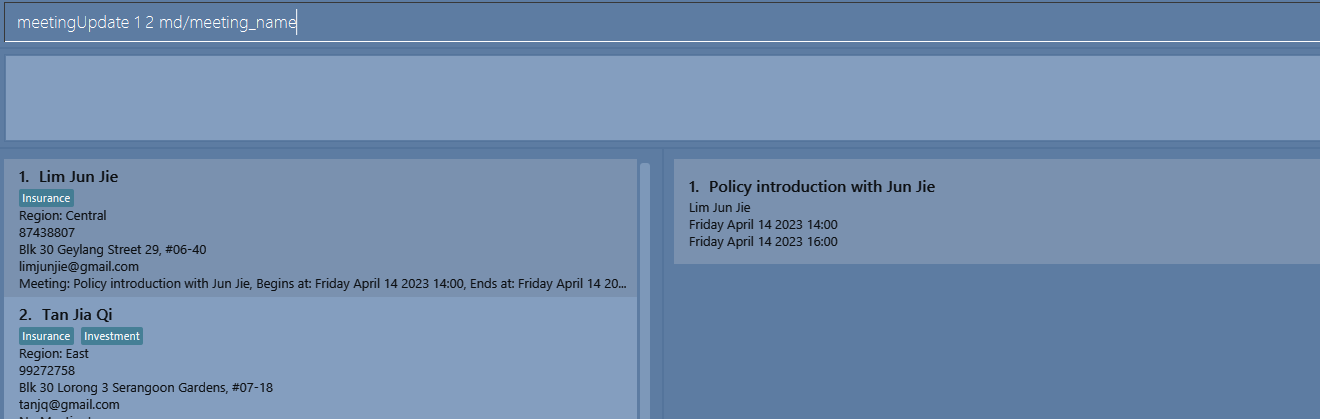 meetingUpdate 1 2 md/meeting_name
1. Lim Jun Jie
Insurance
Region: Central
87438807
Blk 30 Geylang Street 29, #06-40
limjunjie@gmail.com
Meeting: Policy introduction with Jun Jie, Begins at: Friday April 14 2023 14:00, Ends at: Friday April 14 20...
2. Tan Jia Qi
Insurance Investment
Region: East
99272758
Blk 30 Lorong 3 Serangoon Gardens, #07-18
tanjq@gmail.com
1. Policy introduction with Jun Jie
Lim Jun Jie
Friday April 14 2023 14:00
Friday April 14 2023 16:00